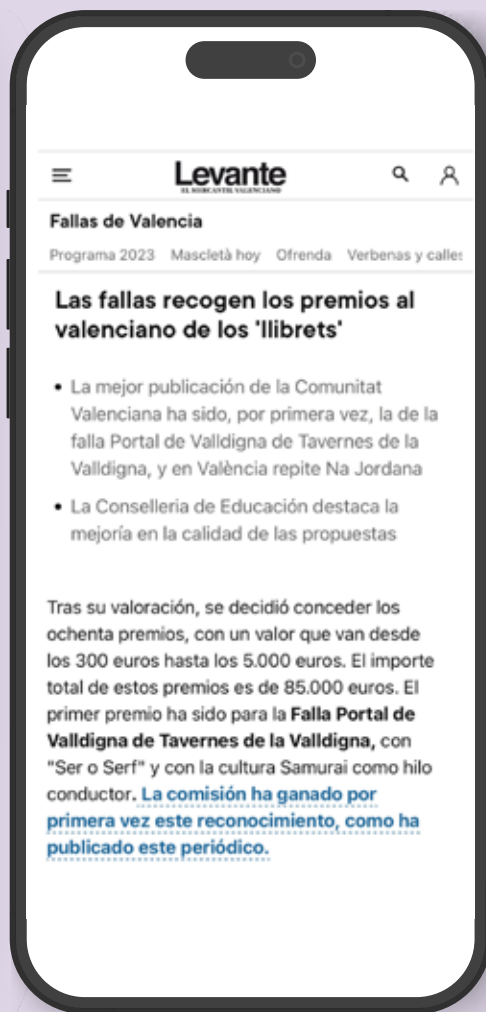 Levante
EL MERCANTIL VALENCIANO
Fallas de Valencia
Programa 2023 Mascletà hoy Ofrenda Verbenas y calles
Las fallas recogen los premios al
valenciano de los 'llibrets'
• La mejor publicación de la Comunitat
Valenciana ha sido, por primera vez, la de la
falla Portal de Valldigna de Tavernes de la
Valldigna, y en València repite Na Jordana
• La Conselleria de Educación destaca la
mejoría en la calidad de las propuestas
Tras su valoración, se decidió conceder los
ochenta premios, con un valor que van desde
los 300 euros hasta los 5.000 euros. El importe
total de estos premios es de 85.000 euros. El
primer premio ha sido para la Falla Portal de
Valldigna de Tavernes de la Valldigna, con
"Ser o Serf" y con la cultura Samurai como hilo
conductor. La comisión ha ganado por
primera vez este reconocimiento, como ha
publicado este periódico.